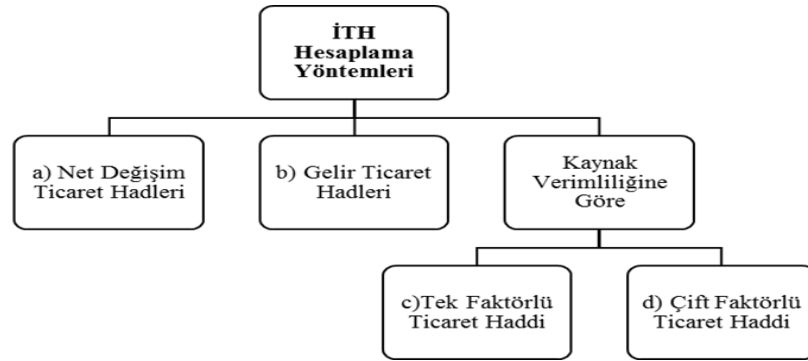 İTH
Hesaplama
Yöntemleri
a) Net Değişim
Ticaret Hadleri
b) Gelir Ticaret
Hadleri
Kaynak
Verimliliğine
Göre
c)Tek Faktörlü
Ticaret Haddi
d) Çift Faktörlü
Ticaret Haddi